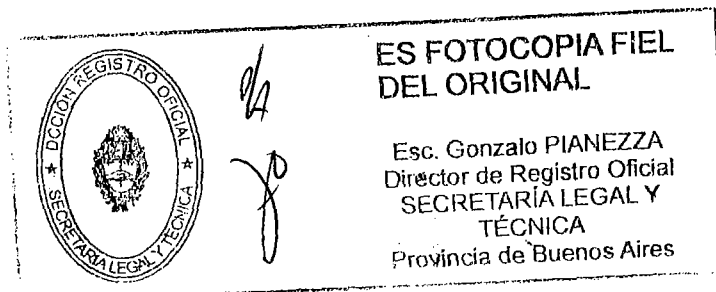 DCCIÓN REGISTRO OFICIAL
SECRETARIA LEGAL Y TECNICA
ES FOTOCOPIA FIEL
DEL ORIGINAL
Esc. Gonzalo PIANEZZA
Director de Registro Oficial
SECRETARÍA LEGAL Y
TÉCNICA
Provincia de Buenos Aires